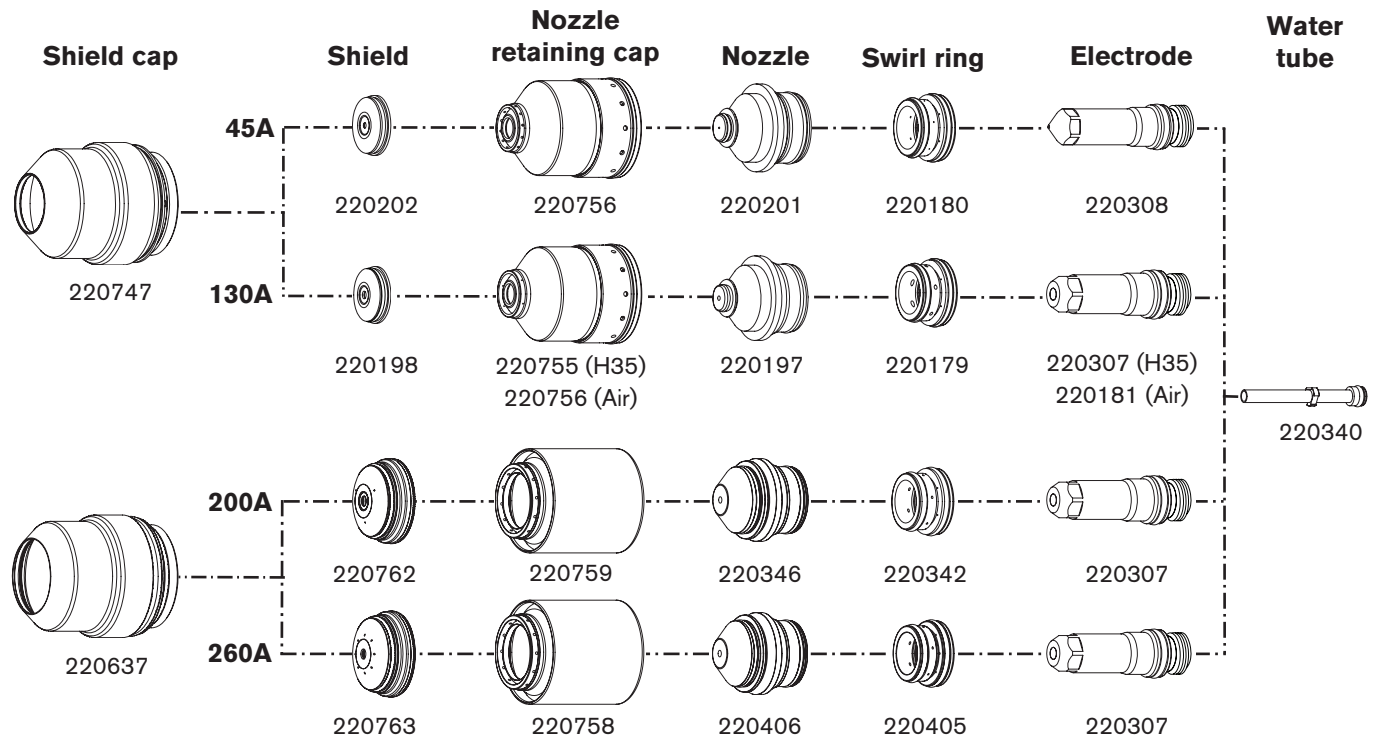 Shield cap
Shield
Nozzle
retaining cap
Nozzle
Swirl ring
Electrode
Water
tube
45A
220202
220756
220201
220180
220308
220747
130A
220198
220755 (H35)
220756 (Air)
220197
220179
220307 (H35)
220181 (Air)
220340
200A
220762
220759
220346
220342
220307
220637
260A
220763
220758
220406
220405
220307